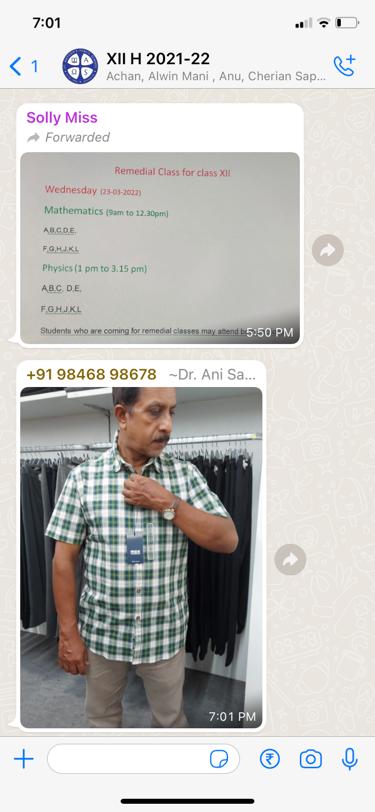 7:01
1
XII H 2021-22
Achan, Alwin Mani , Anu, Cherian Sap...
Solly Miss
Forwarded
Remedial Class for class XII
Wednesday (23-03-2022)
Mathematics (9am to 12.30pm)
A,B,C,D,E.
F,G,H,J,K,L
Physics (1 pm to 3.15 pm)
A,B,C. D,E,
F,G,H,J,K,L
Students who are coming for remedial classes may attend
5:50 PM
+91 98468 98678 ~Dr. Ani Sa...
7:01 PM